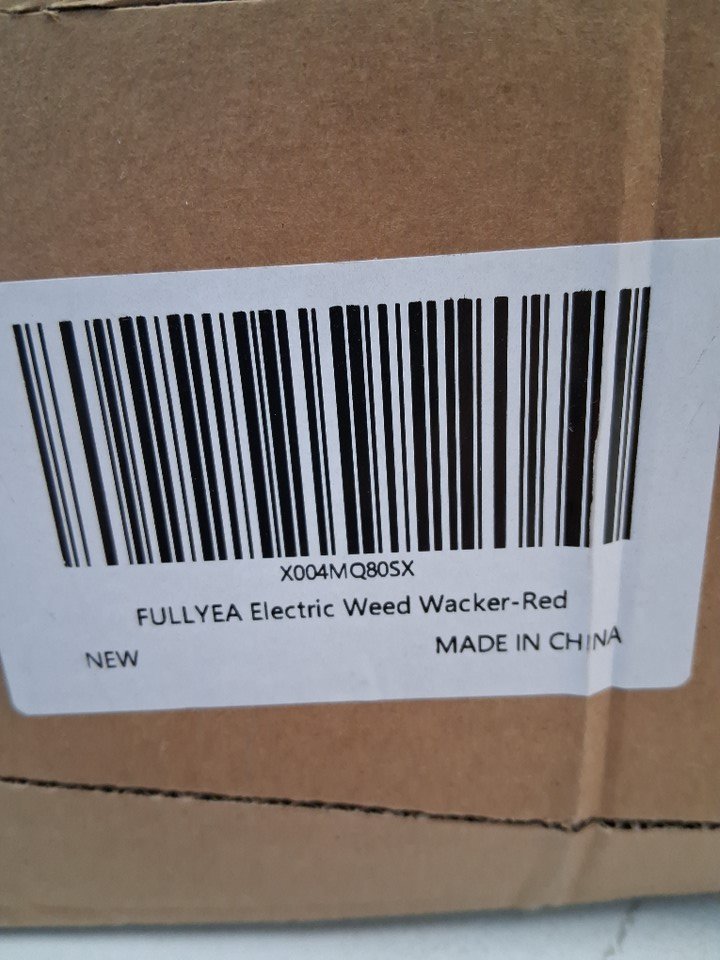 X004MQ80SX
FULLYEA Electric Weed Wacker-Red
NEW MADE IN CHINA